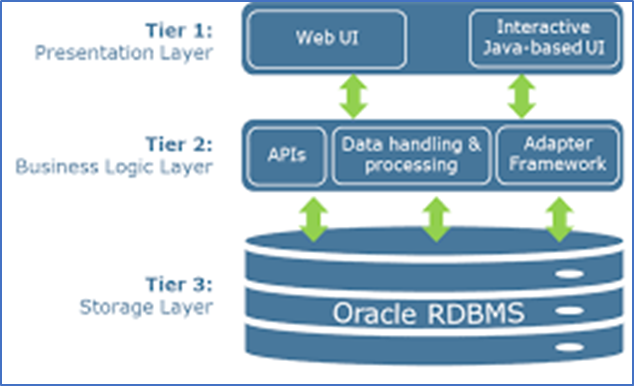 Tier 1:
Presentation Layer
Web UI
Interactive
Java-based UI
Tier 2:
Business Logic Layer
APIs
Data handling &
processing
Adapter
Framework
Tier 3:
Storage Layer
Oracle RDBMS